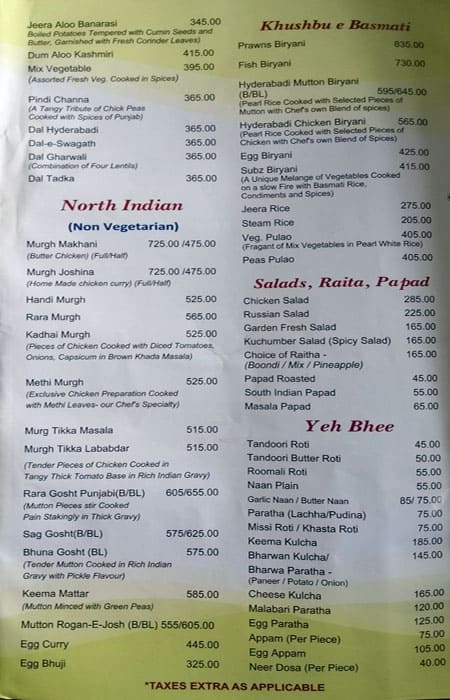 Jeera Aloo Banarasi 345.00
Boiled Potatoes Tempered with Cumin Seeds and
Butter, Garnished with Fresh Corinder Leaves)
Dum Aloo Kashmiri 415.00
Mix Vegetable 395.00
(Assorted Fresh Veg. Cooked in Spices)
Pindi Channa 365.00
(A Tangy Tribute of Chick Peas
Cooked with Spices of Punjab)
Dal Hyderabadi 365.00
Dal-e-Swagath 365.00
Dal Gharwali 365.00
(Combination of Four Lentils)
Dal Tadka 365.00
North Indian
(Non Vegetarian)
Murgh Makhani 725.00 /475.00
(Butter Chicken) (Full/Half)
Murgh Joshina 725.00 /475.00
(Home Made chicken curry) (Full/Half)
Handi Murgh 525.00
Rara Murgh 565.00
Kadhai Murgh 525.00
(Pieces of Chicken Cooked with Diced Tomatoes,
Onions, Capsicum in Brown Khada Masala)
Methi Murgh 525.00
(Exclusive Chicken Preparation Cooked
with Methi Leaves- our Chef's Specialty)
Murg Tikka Masala 515.00
Murgh Tikka Lababdar 515.00
(Tender Pieces of Chicken Cooked in
Tangy Thick Tomato Base in Rich Indian Gravy)
Rara Gosht Punjabi(B/BL) 605/655.00
(Mutton Pieces stir Cooked
Pain Stakingly in Thick Gravy)
Sag Gosht(B/BL) 575/625.00
Bhuna Gosht (BL) 575.00
(Tender Mutton Cooked in Rich Indian
Gravy with Pickle Flavour)
Keema Mattar 585.00
(Mutton Minced with Green Peas)
Mutton Rogan-E-Josh (B/BL) 555/605.00
Egg Curry 445.00
Egg Bhuji 325.00
Khushbu e Basmati
Prawns Biryani 835.00
Fish Biryani 730.00
Hyderabadi Mutton Biryani
(B/BL) 595/645.00
(Pearl Rice Cooked with Selected Pieces of
Mutton with Chef's own Blend of spices)
Hyderabadi Chicken Biryani 565.00
(Pearl Rice Cooked with Selected Pieces of
Chicken with Chef's own Blend of Spices)
Egg Biryani 425.00
Subz Biryani 415.00
(A Unique Melange of Vegetables Cooked
on a slow Fire with Basmati Rice,
Condiments and Spices)
Jeera Rice 275.00
Steam Rice 205.00
Veg. Pulao 405.00
(Fragant of Mix Vegetables in Pearl White Rice)
Peas Pulao 405.00
Salads, Raita, Papad
Chicken Salad 285.00
Russian Salad 225.00
Garden Fresh Salad 165.00
Kuchumber Salad (Spicy Salad) 165.00
Choice of Raitha - 165.00
(Boondi / Mix / Pineapple)
Papad Roasted 45.00
South Indian Papad 55.00
Masala Papad 65.00
Yeh Bhee
Tandoori Roti 45.00
Tandoori Butter Roti 50.00
Roomali Roti 55.00
Naan Plain 55.00
Garlic Naan / Butter Naan 85/ 75.00
Paratha (Lachha/Pudina) 75.00
Missi Roti / Khasta Roti 75.00
Keema Kulcha 185.00
Bharwan Kulcha/ 145.00
Bharwa Paratha -
(Paneer / Potato / Onion)
Cheese Kulcha 165.00
Malabari Paratha 120.00
Egg Paratha 125.00
Appam (Per Piece) 75.00
Egg Appam 105.00
Neer Dosa (Per Piece) 40.00
*TAXES EXTRA AS APPLICABLE